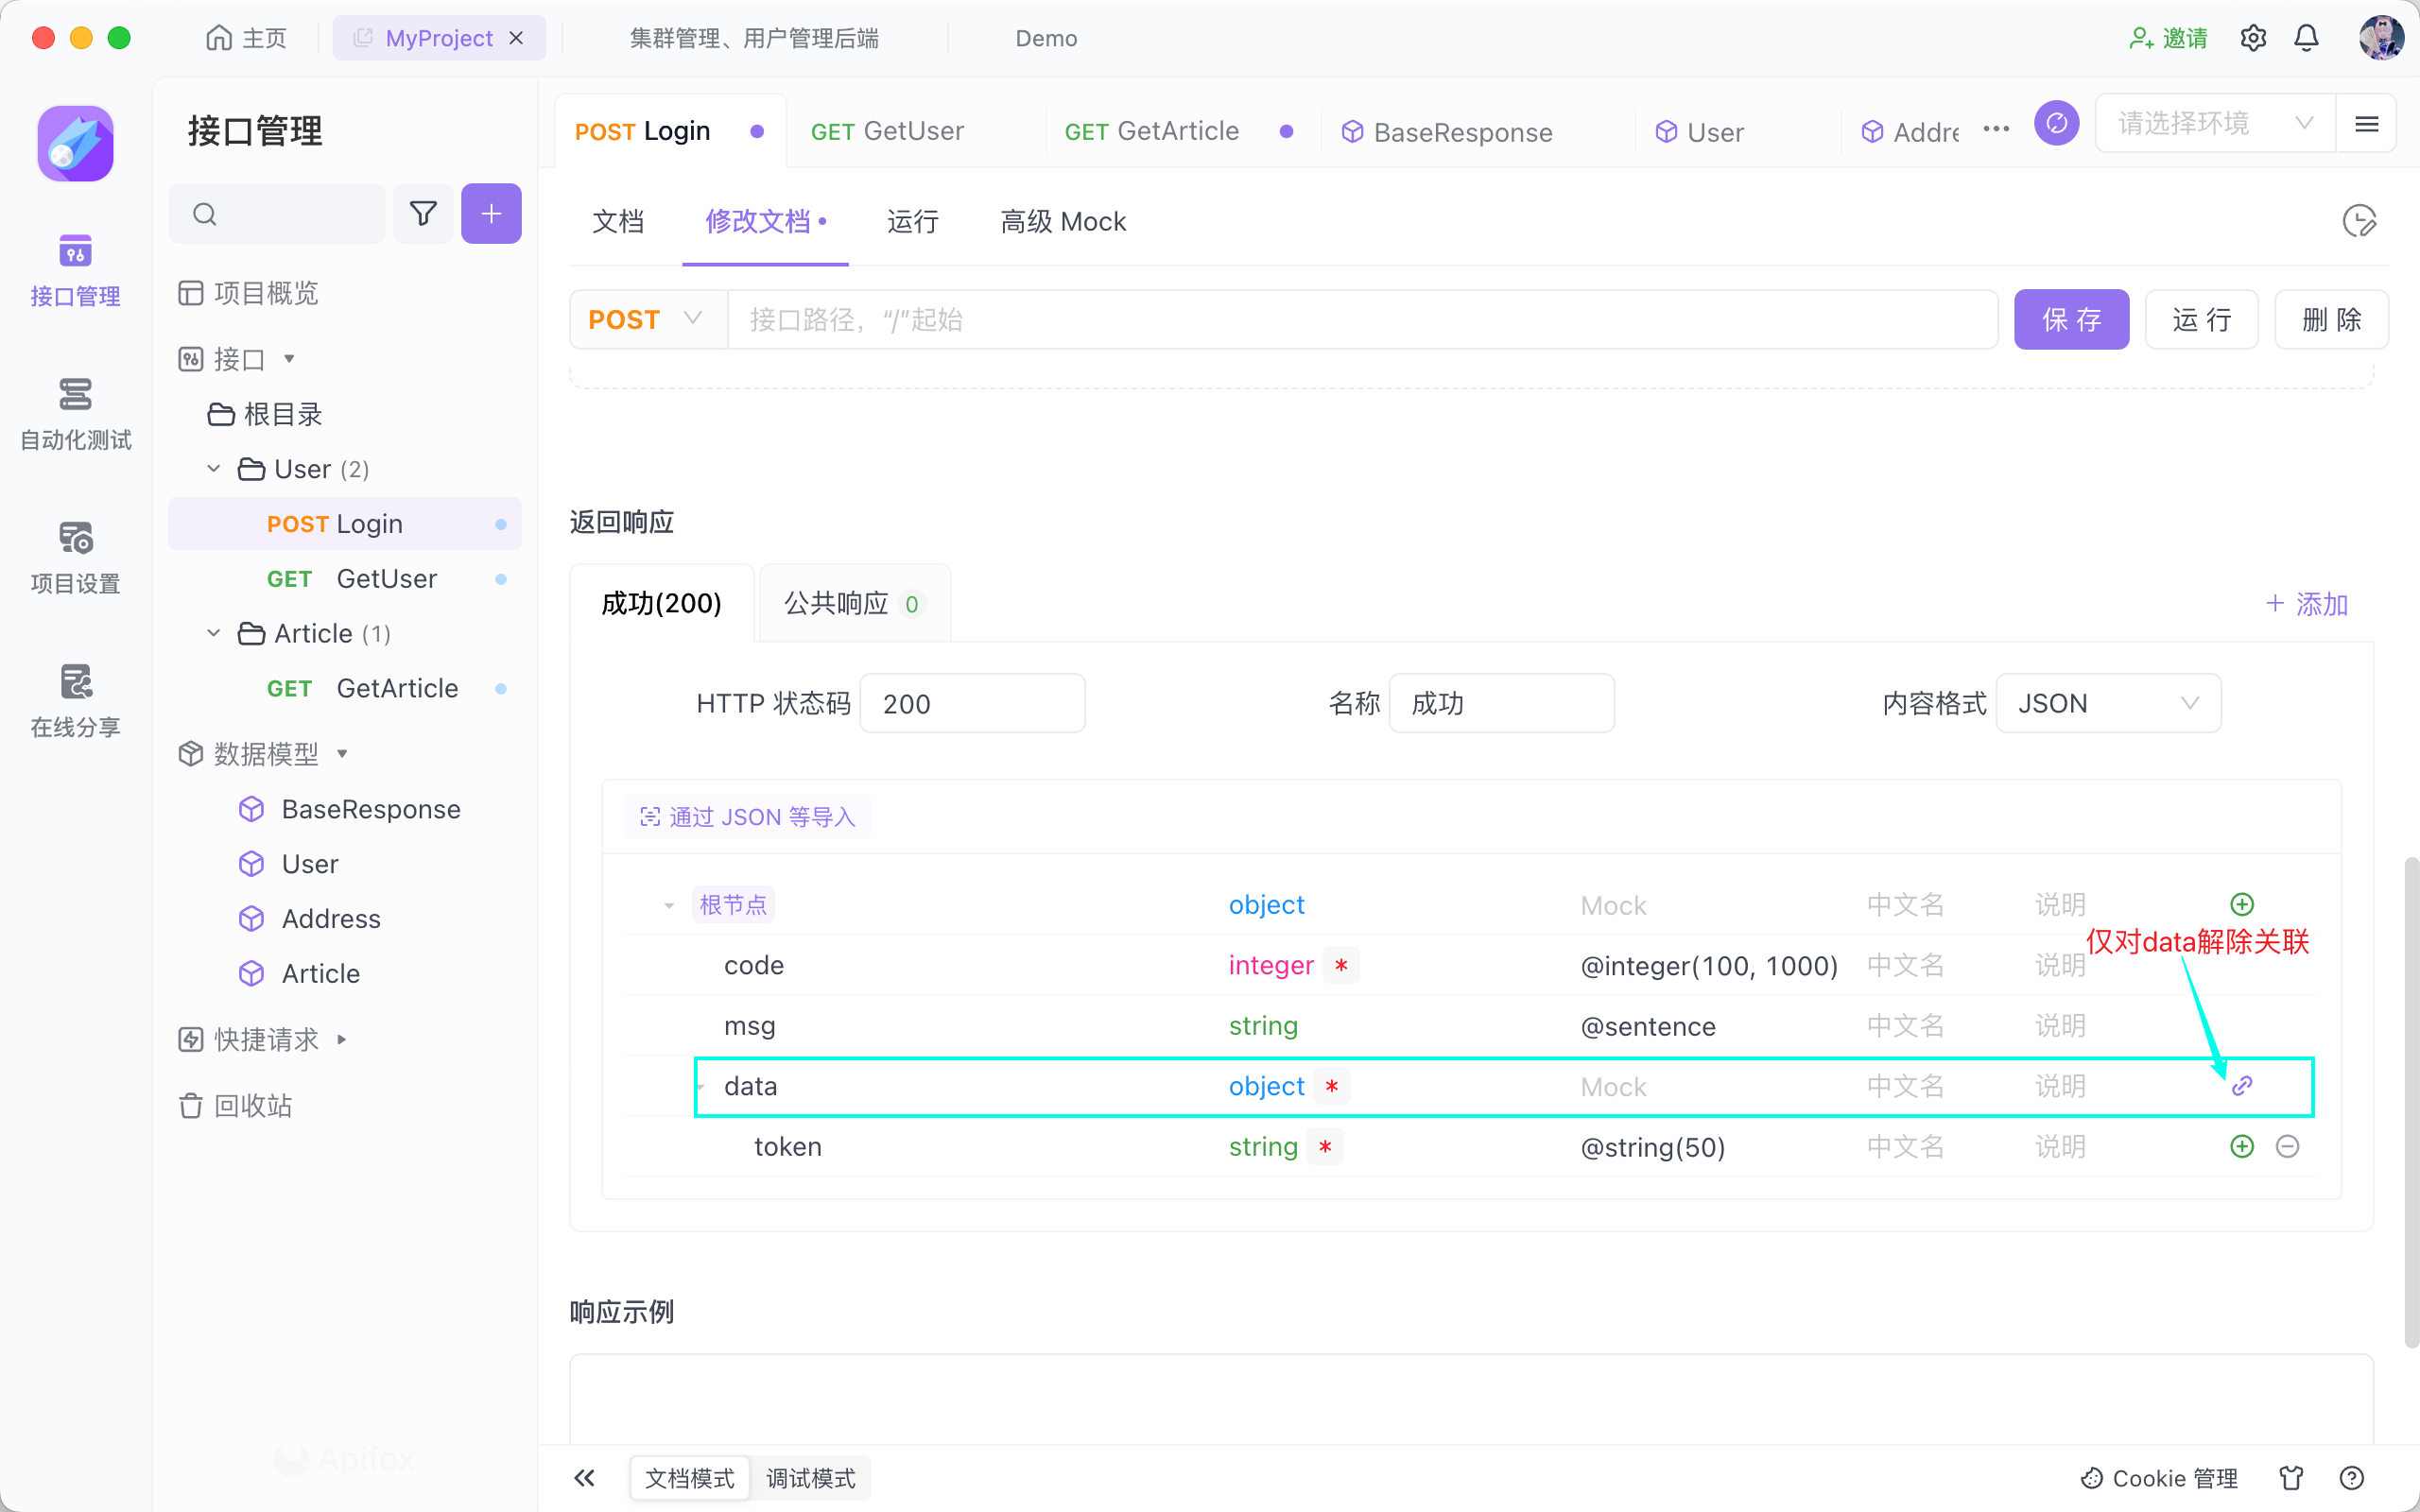 主页
MyProject
集群管理、用户管理后端
Demo
邀请
接口管理
自动化测试
项目设置
在线分享
接口管理
项目概览
接口
根目录
User (2)
POST Login
GET GetUser
Article (1)
GET GetArticle
数据模型
BaseResponse
User
Address
Article
快捷请求
回收站
Apifox
POST Login
GET GetUser
GET GetArticle
BaseResponse
User
Addre
请选择环境
文档
修改文档
运行
高级 Mock
POST
接口路径，“/”起始
保 存
运 行
删 除
返回响应
成功(200)
公共响应 0
+ 添加
HTTP 状态码 200
名称 成功
内容格式 JSON
通过 JSON 等导入
根节点 object Mock 中文名 说明
仅对data解除关联
code integer * @integer(100, 1000) 中文名 说明
msg string @sentence 中文名 说明
data object * Mock 中文名 说明
token string * @string(50) 中文名 说明
响应示例
文档模式
调试模式
Cookie 管理